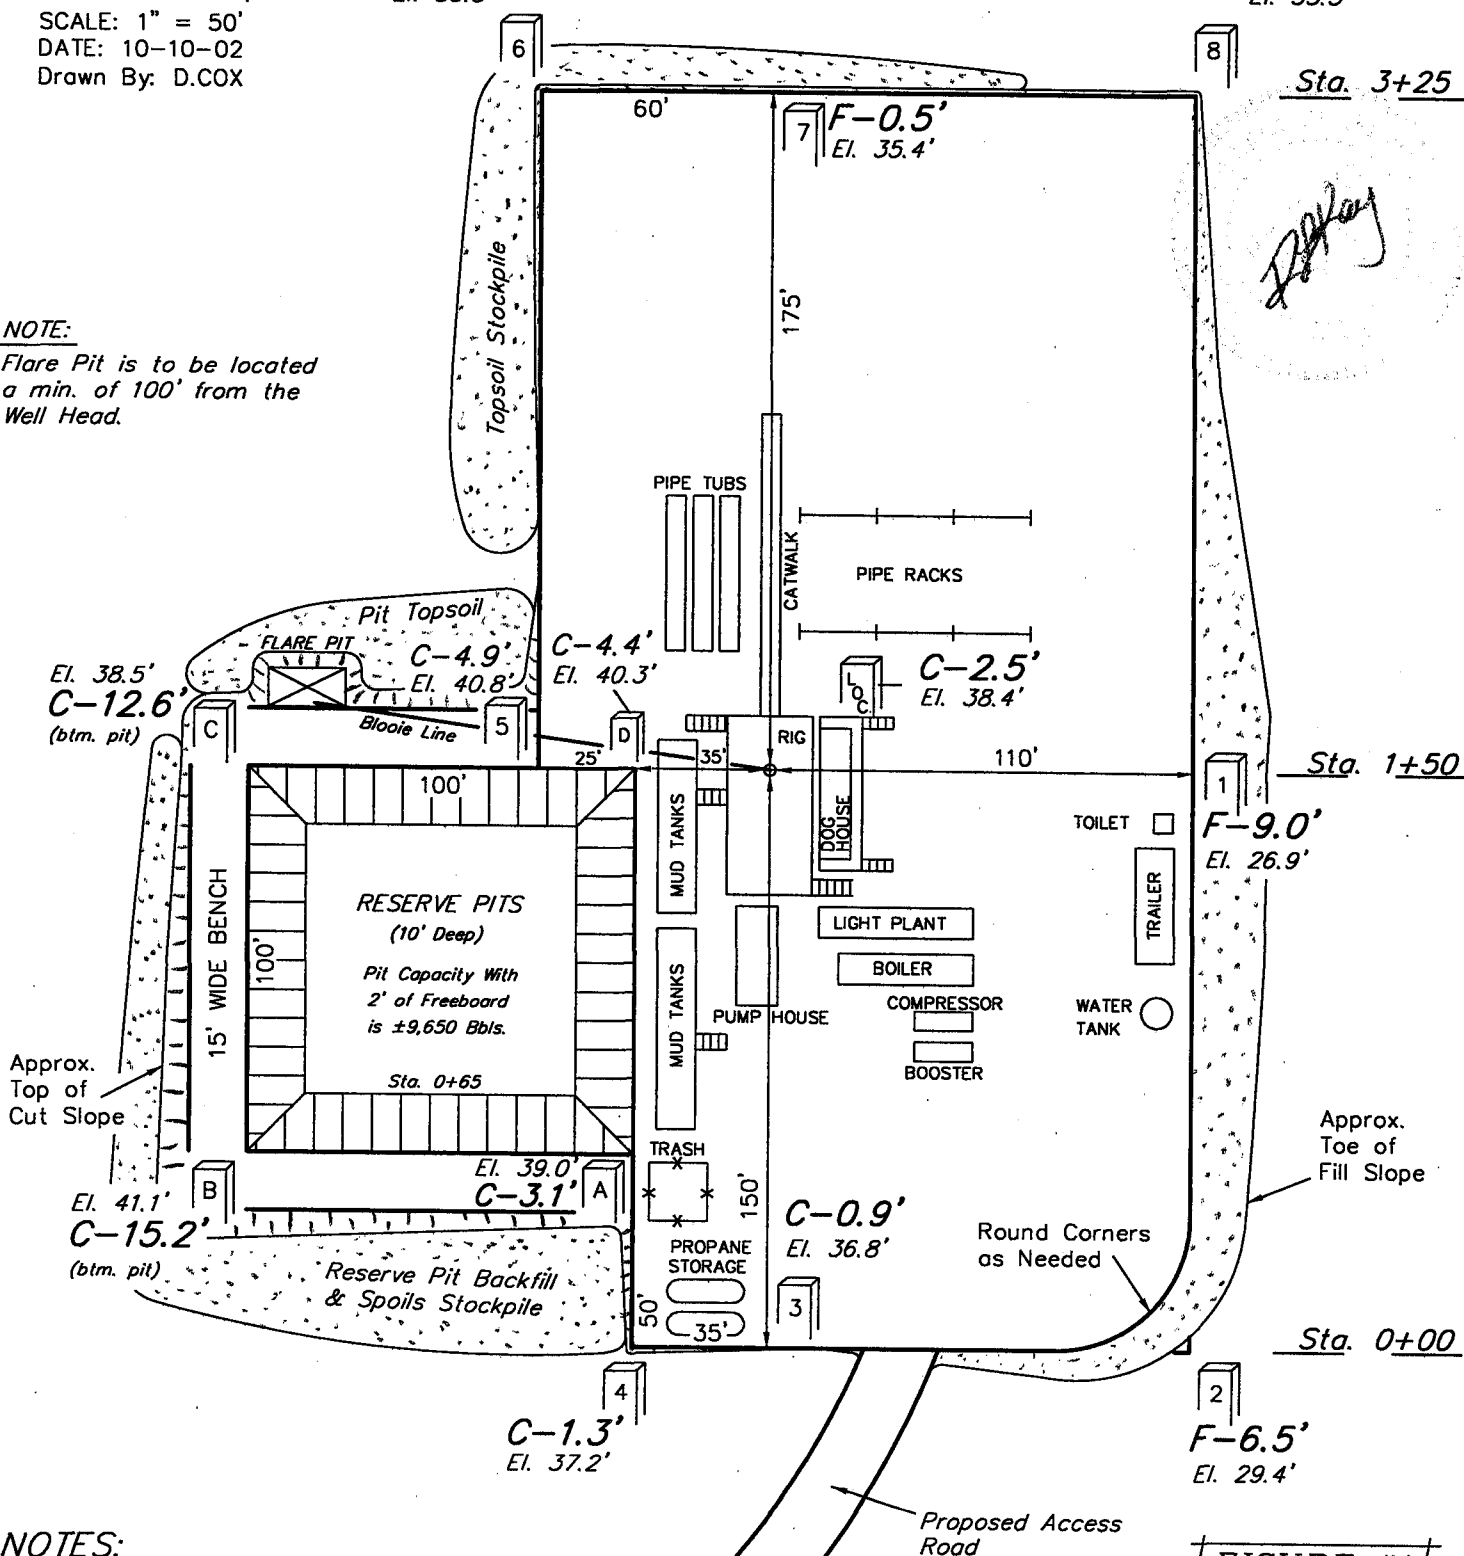 SCALE: 1" = 50'
DATE: 10-10-02
Drawn By: D.COX
6
8
Sta. 3+25
60'
7
F-0.5'
El. 35.4'
Topsoil Stockpile
175'
NOTE:
Flare Pit is to be located
a min. of 100' from the
Well Head.
PIPE TUBS
CATWALK
PIPE RACKS
Pit Topsoil
FLARE PIT
C-4.9'
El. 40.8'
C-4.4'
El. 40.3'
El. 38.5'
C-12.6'
(btm. pit)
LOC.
C-2.5'
El. 38.4'
C
5
D
Blooie Line
RIG
25'
35'
110'
Sta. 1+50
1
100'
MUD TANKS
DOG HOUSE
TOILET
F-9.0'
El. 26.9'
15' WIDE BENCH
100'
RESERVE PITS
(10' Deep)
Pit Capacity With
2' of Freeboard
is ±9,650 Bbls.
Sta. 0+65
LIGHT PLANT
TRAILER
BOILER
MUD TANKS
PUMP HOUSE
COMPRESSOR
BOOSTER
WATER
TANK
Approx.
Top of
Cut Slope
Approx.
Toe of
Fill Slope
TRASH
El. 39.0'
C-3.1'
A
B
El. 41.1'
C-15.2'
(btm. pit)
150'
C-0.9'
El. 36.8'
Round Corners
as Needed
PROPANE
STORAGE
Reserve Pit Backfill
& Spoils Stockpile
50'
35'
3
Sta. 0+00
4
C-1.3'
El. 37.2'
2
F-6.5'
El. 29.4'
Proposed Access
Road
NOTES: